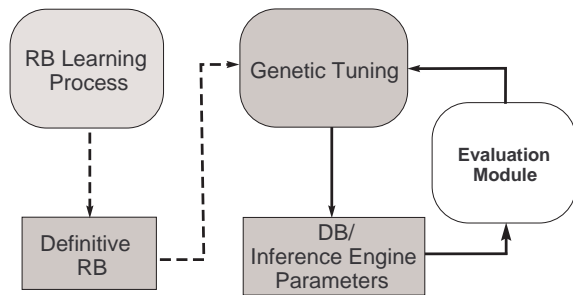 RB Learning
Process
Genetic Tuning
Evaluation
Module
Definitive
RB
DB/
Inference Engine
Parameters